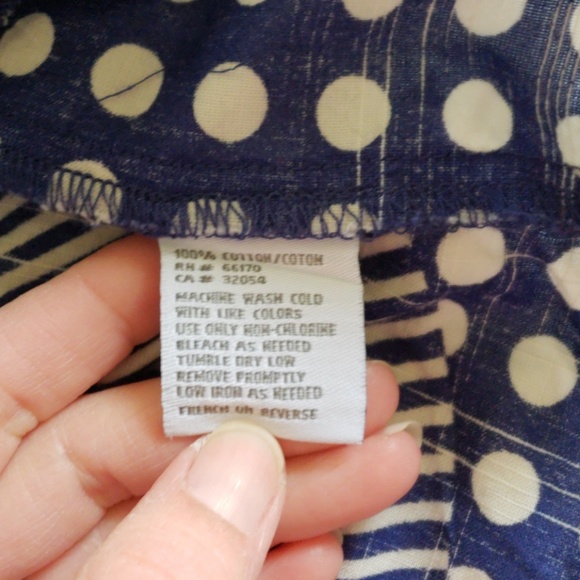 100% COTTON/COTON
RN# 66170
CA# 32054
MACHINE WASH COLD
WITH LIKE COLORS
USE ONLY NON-CHLORINE
BLEACH AS NEEDED
TUMBLE DRY LOW
REMOVE PROMPTLY
LOW IRON AS NEEDED
FRENCH ON REVERSE